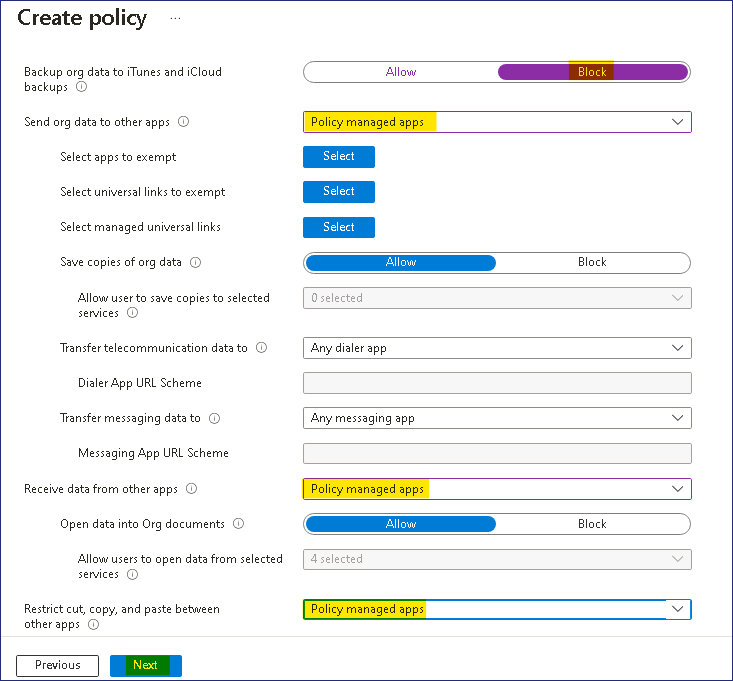 Create policy ...
Backup org data to iTunes and iCloud
backups
Allow
Block
Send org data to other apps
Policy managed apps
Select apps to exempt
Select
Select universal links to exempt
Select
Select managed universal links
Select
Save copies of org data
Allow
Block
Allow user to save copies to selected
services
0 selected
Transfer telecommunication data to
Any dialer app
Dialer App URL Scheme
Transfer messaging data to
Any messaging app
Messaging App URL Scheme
Receive data from other apps
Policy managed apps
Open data into Org documents
Allow
Block
Allow users to open data from selected
services
4 selected
Restrict cut, copy, and paste between
other apps
Policy managed apps
Previous
Next